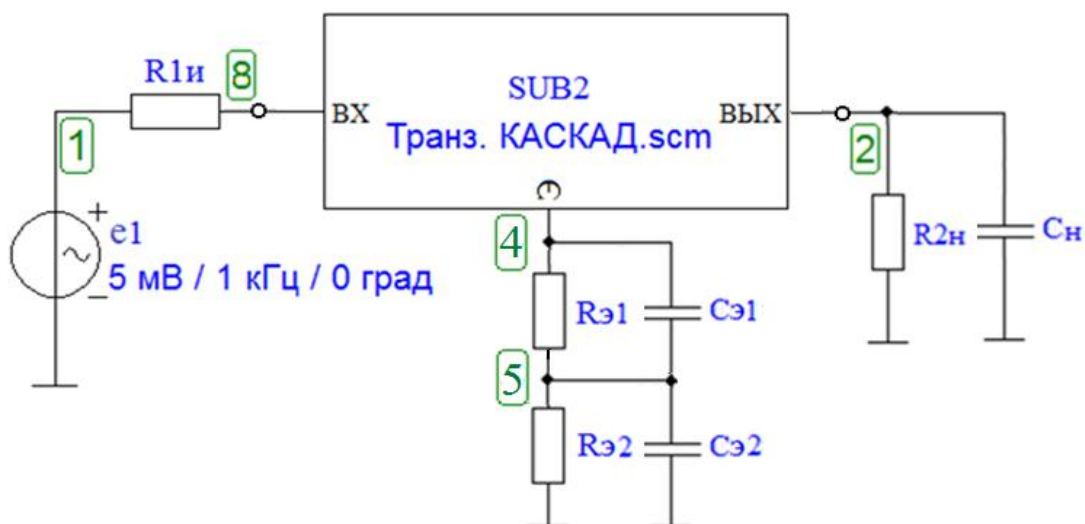 R1и
8
SUB2
ВХ
ВЫХ
Транз. КАСКАД.scm
1
2
Э
+
e1
~
5 мВ / 1 кГц / 0 град
−
4
Rэ1
Cэ1
R2н
Cн
5
Rэ2
Cэ2